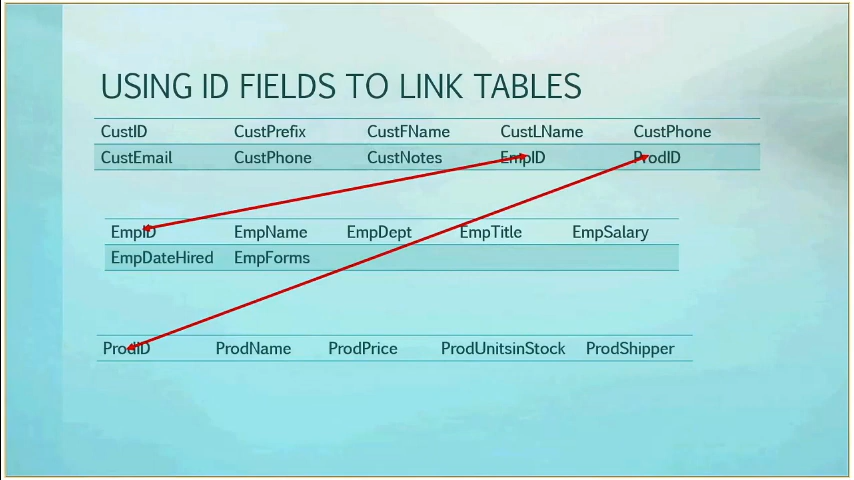 USING ID FIELDS TO LINK TABLES
CustID CustPrefix CustFName CustLName CustPhone
CustEmail CustPhone CustNotes EmpID ProdID
EmpID EmpName EmpDept EmpTitle EmpSalary
EmpDateHired EmpForms
ProdID ProdName ProdPrice ProdUnitsinStock ProdShipper